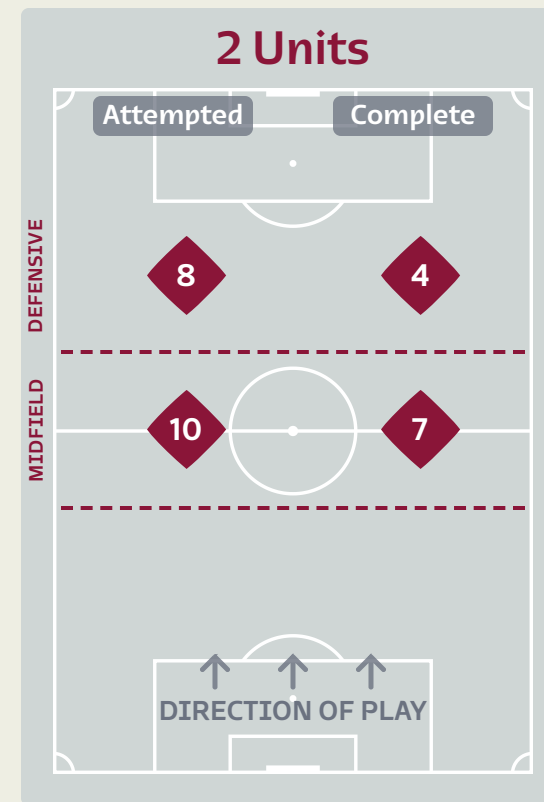 2 Units
Attempted
Complete
DEFENSIVE
8
4
MIDFIELD
10
7
DIRECTION OF PLAY